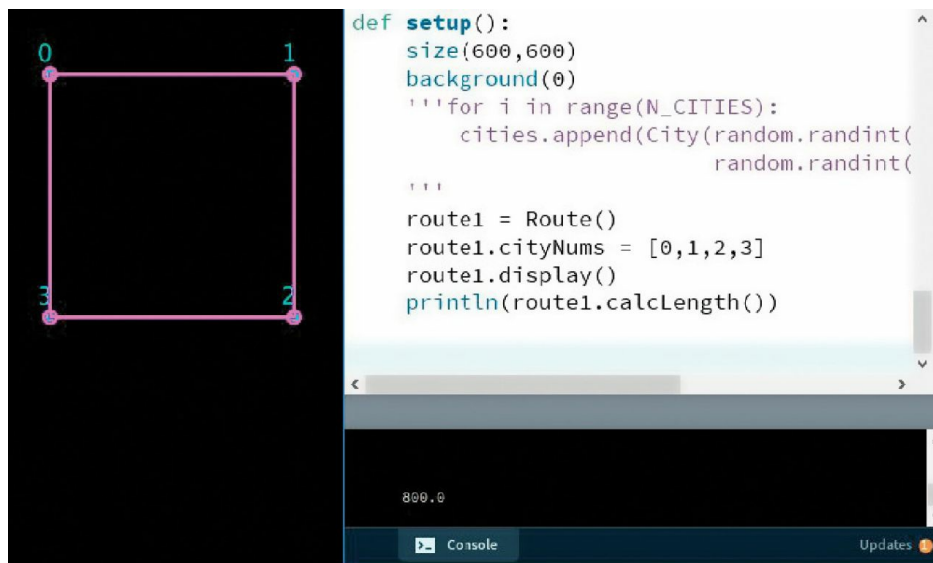 0 1
3 2
def setup():
    size(600,600)
    background(0)
    '''for i in range(N_CITIES):
        cities.append(City(random.randint(
                           random.randint(
    '''
    route1 = Route()
    route1.cityNums = [0,1,2,3]
    route1.display()
    println(route1.calcLength())
800.0
>_ Console
Updates 1